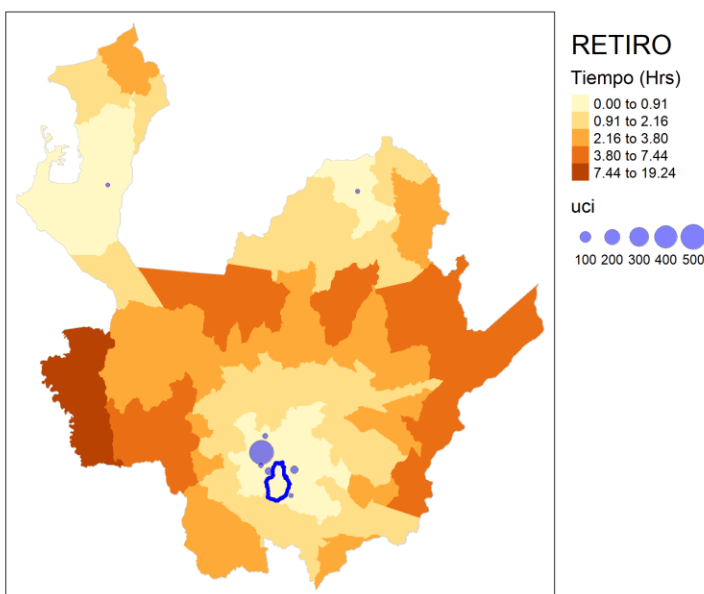 RETIRO
Tiempo (Hrs)
0.00 to 0.91
0.91 to 2.16
2.16 to 3.80
3.80 to 7.44
7.44 to 19.24
uci
100 200 300 400 500